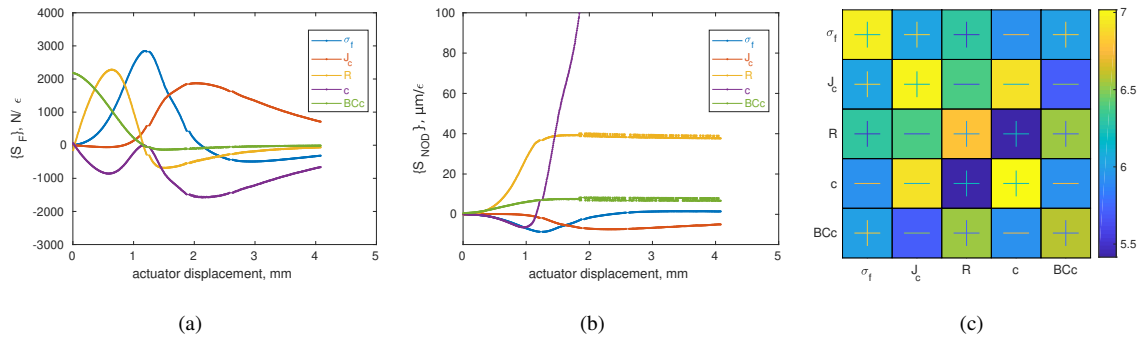 4000
3000
2000
1000
0
-1000
-2000
-3000
{S_F}, N/ ϵ
0 1 2 3 4 5
actuator displacement, mm
σ_f
J_c
R
c
BCc
(a)
100
80
60
40
20
0
{S_NOD}, μm/ϵ
0 1 2 3 4 5
actuator displacement, mm
σ_f
J_c
R
c
BCc
(b)
σ_f
J_c
R
c
BCc
σ_f J_c R c BCc
7
6.5
6
5.5
(c)